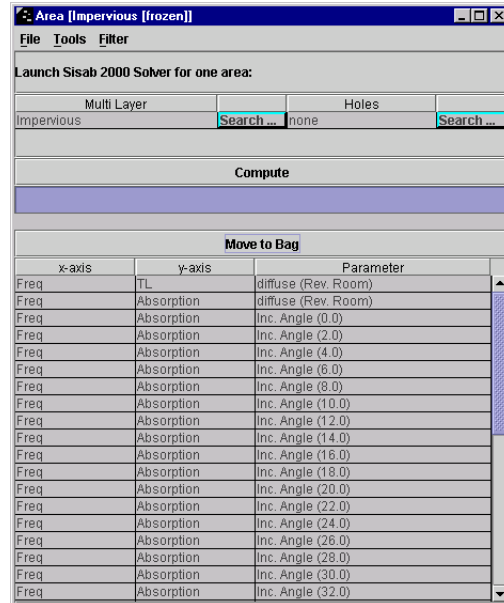 Area [Impervious [frozen]]
File Tools Filter
Launch Sisab 2000 Solver for one area:
Multi Layer Holes
Impervious Search ... none Search ...
Compute
Move to Bag
x-axis y-axis Parameter
Freq TL diffuse (Rev. Room)
Freq Absorption diffuse (Rev. Room)
Freq Absorption Inc. Angle (0.0)
Freq Absorption Inc. Angle (2.0)
Freq Absorption Inc. Angle (4.0)
Freq Absorption Inc. Angle (6.0)
Freq Absorption Inc. Angle (8.0)
Freq Absorption Inc. Angle (10.0)
Freq Absorption Inc. Angle (12.0)
Freq Absorption Inc. Angle (14.0)
Freq Absorption Inc. Angle (16.0)
Freq Absorption Inc. Angle (18.0)
Freq Absorption Inc. Angle (20.0)
Freq Absorption Inc. Angle (22.0)
Freq Absorption Inc. Angle (24.0)
Freq Absorption Inc. Angle (26.0)
Freq Absorption Inc. Angle (28.0)
Freq Absorption Inc. Angle (30.0)
Freq Absorption Inc. Angle (32.0)